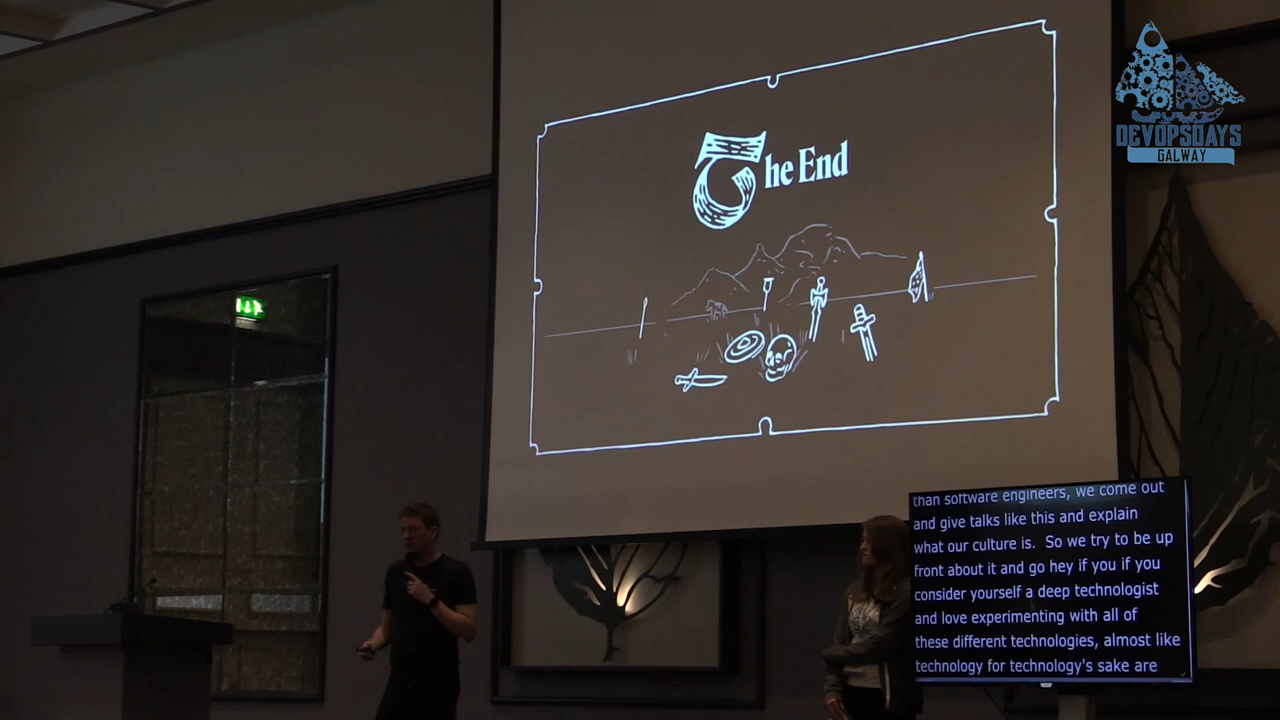 The End
DEVOPSDAYS
GALWAY
than software engineers, we come out
and give talks like this and explain
what our culture is.  So we try to be up
front about it and go hey if you if you
consider yourself a deep technologist
and love experimenting with all of
these different technologies, almost like
technology for technology's sake are